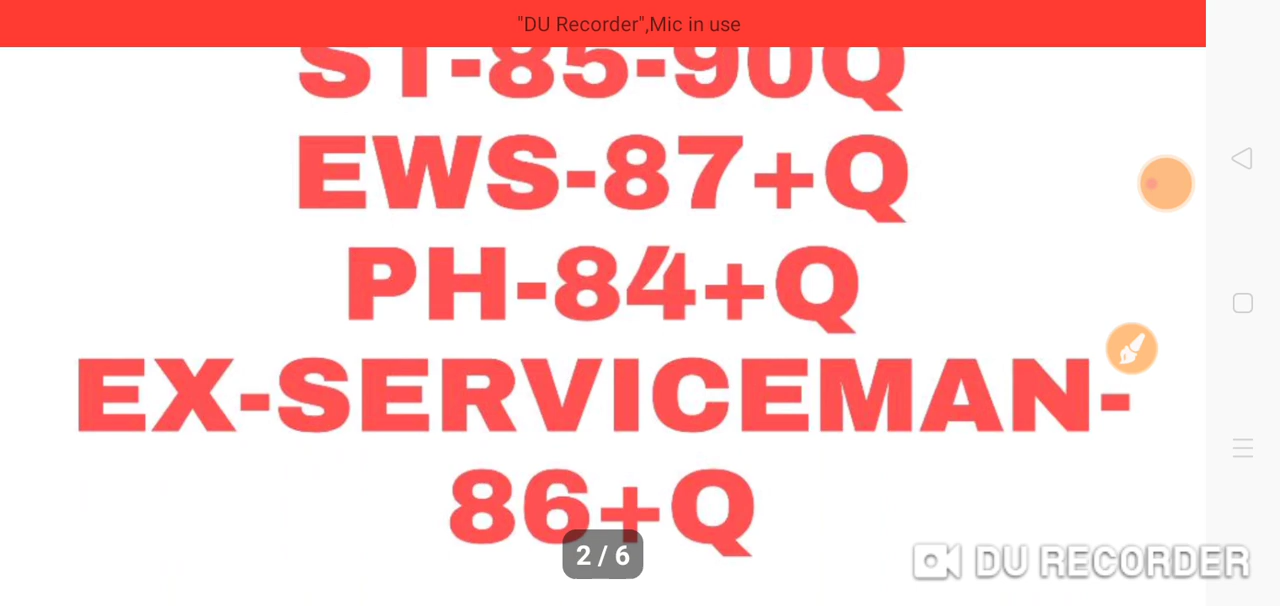 "DU Recorder",Mic in use
ST-85-90Q
EWS-87+Q
PH-84+Q
EX-SERVICEMAN-
86+Q
2 / 6
DU RECORDER